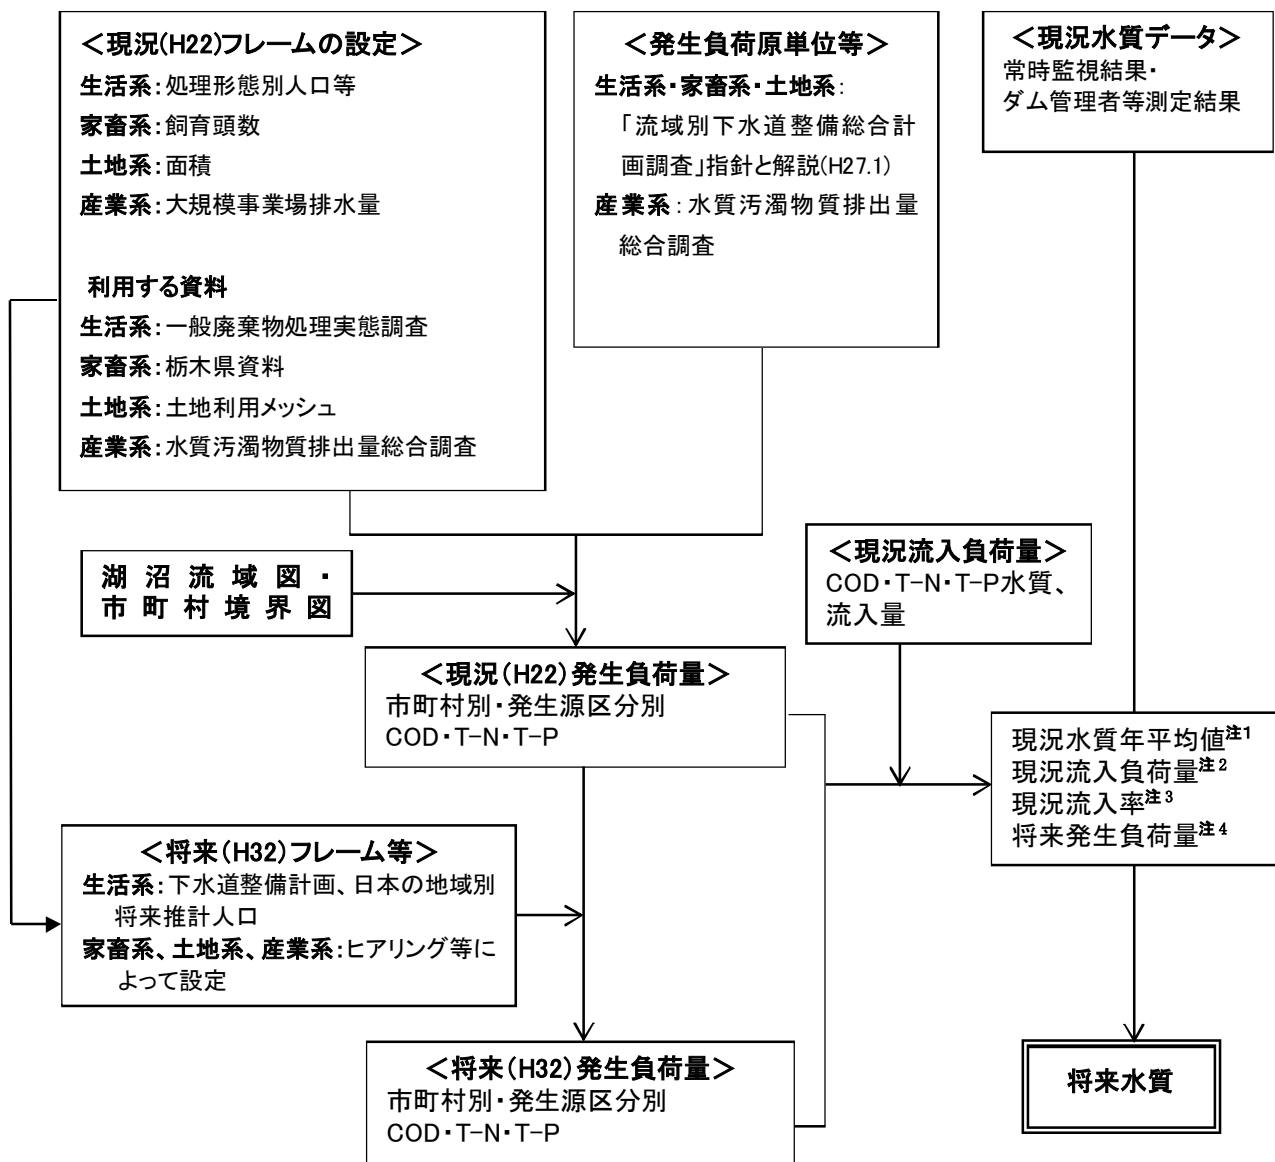 ＜現況(H22)フレームの設定＞
生活系：処理形態別人口等
家畜系：飼育頭数
土地系：面積
産業系：大規模事業場排水量
利用する資料
生活系：一般廃棄物処理実態調査
家畜系：栃木県資料
土地系：土地利用メッシュ
産業系：水質汚濁物質排出量総合調査
＜発生負荷原単位等＞
生活系・家畜系・土地系：
「流域別下水道整備総合計
画調査」指針と解説(H27.1)
産業系：水質汚濁物質排出量
総合調査
＜現況水質データ＞
常時監視結果・
ダム管理者等測定結果
湖沼流域図・
市町村境界図
＜現況流入負荷量＞
COD・T-N・T-P水質、
流入量
＜現況(H22)発生負荷量＞
市町村別・発生源区分別
COD・T-N・T-P
現況水質年平均値注1
現況流入負荷量注2
現況流入率注3
将来発生負荷量注4
＜将来(H32)フレーム等＞
生活系：下水道整備計画、日本の地域別
将来推計人口
家畜系、土地系、産業系：ヒアリング等に
よって設定
＜将来(H32)発生負荷量＞
市町村別・発生源区分別
COD・T-N・T-P
将来水質